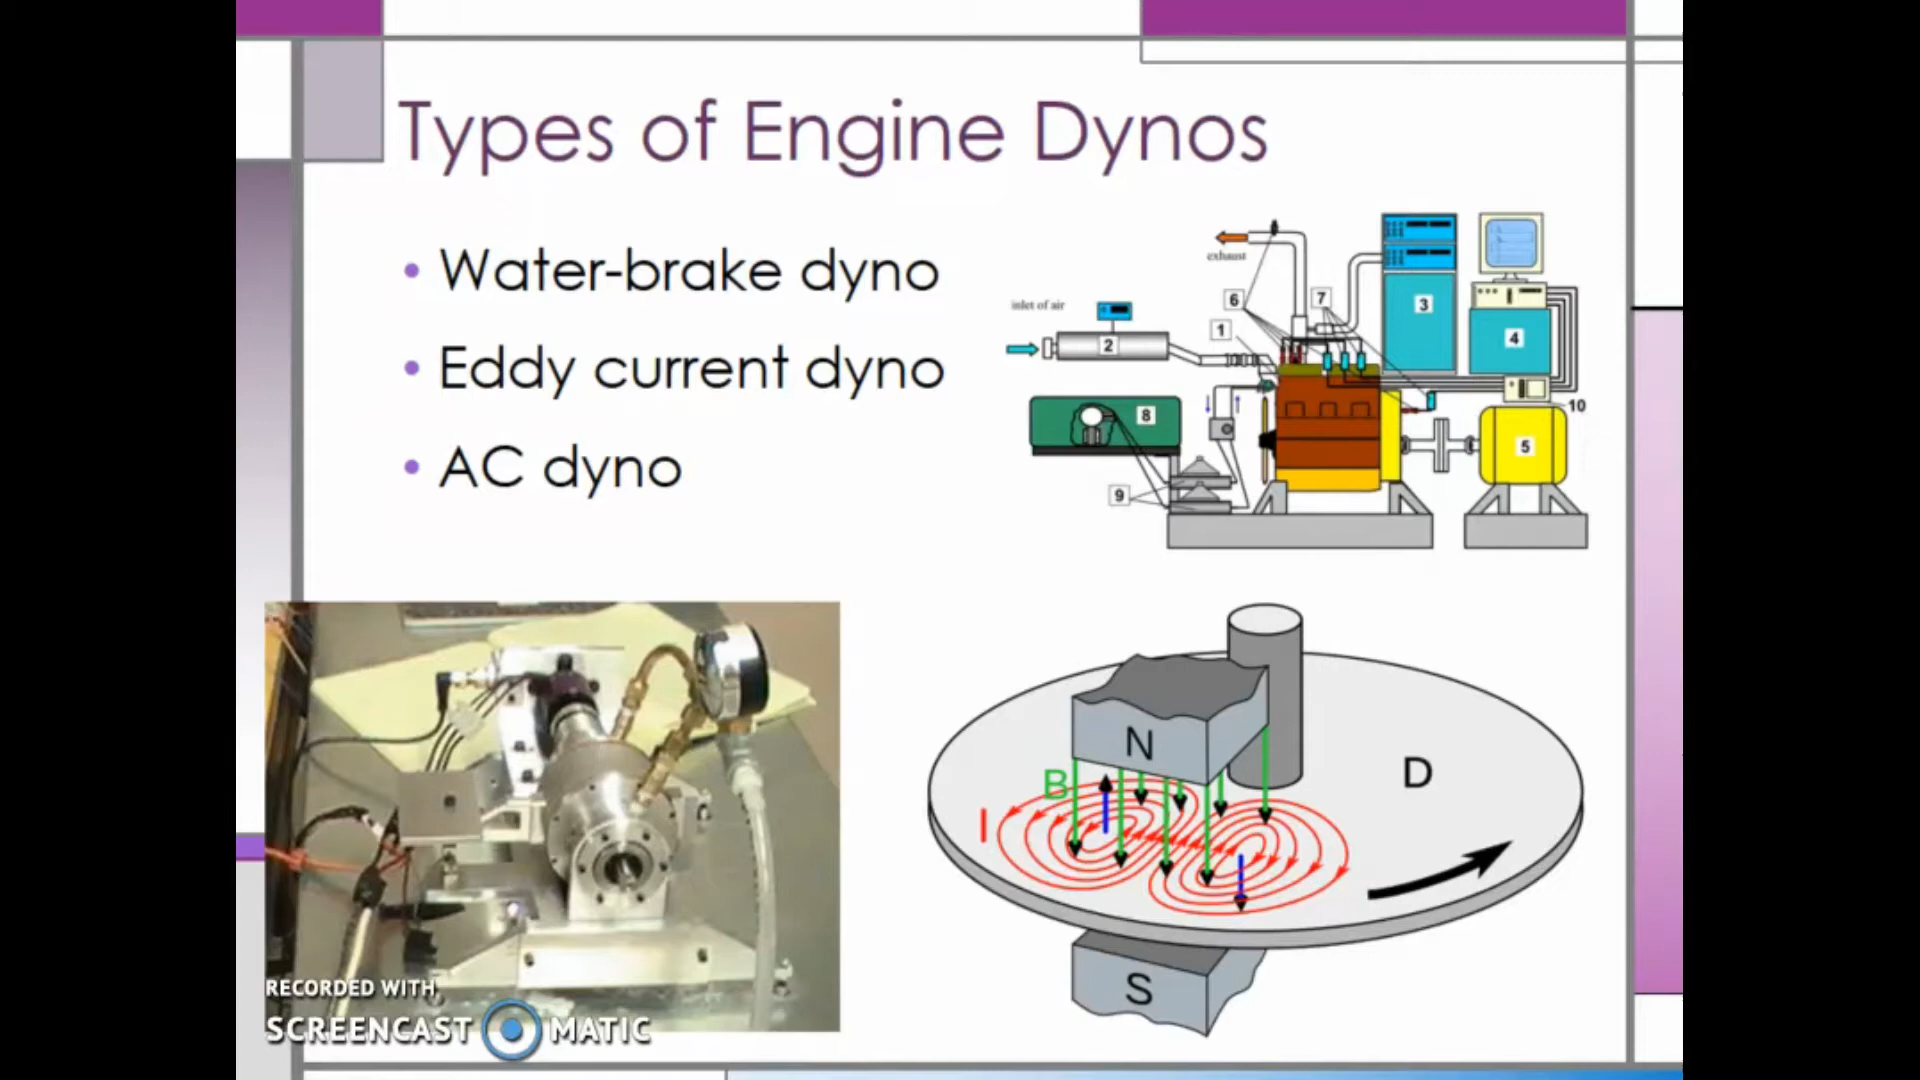 Types of Engine Dynos
• Water-brake dyno
• Eddy current dyno
• AC dyno
exhaust
inlet of air
6
7
1
2
3
4
8
10
5
9
N
B
I
D
S
RECORDED WITH
SCREENCAST MATIC